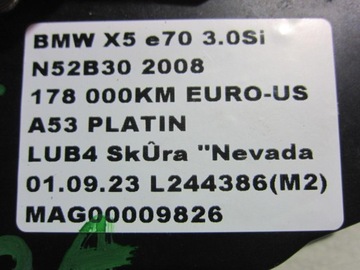 BMW X5 e70 3.0Si
N52B30 2008
178 000KM EURO-US
A53 PLATIN
LUB4 SkÛra "Nevada
01.09.23 L244386(M2)
MAG00009826